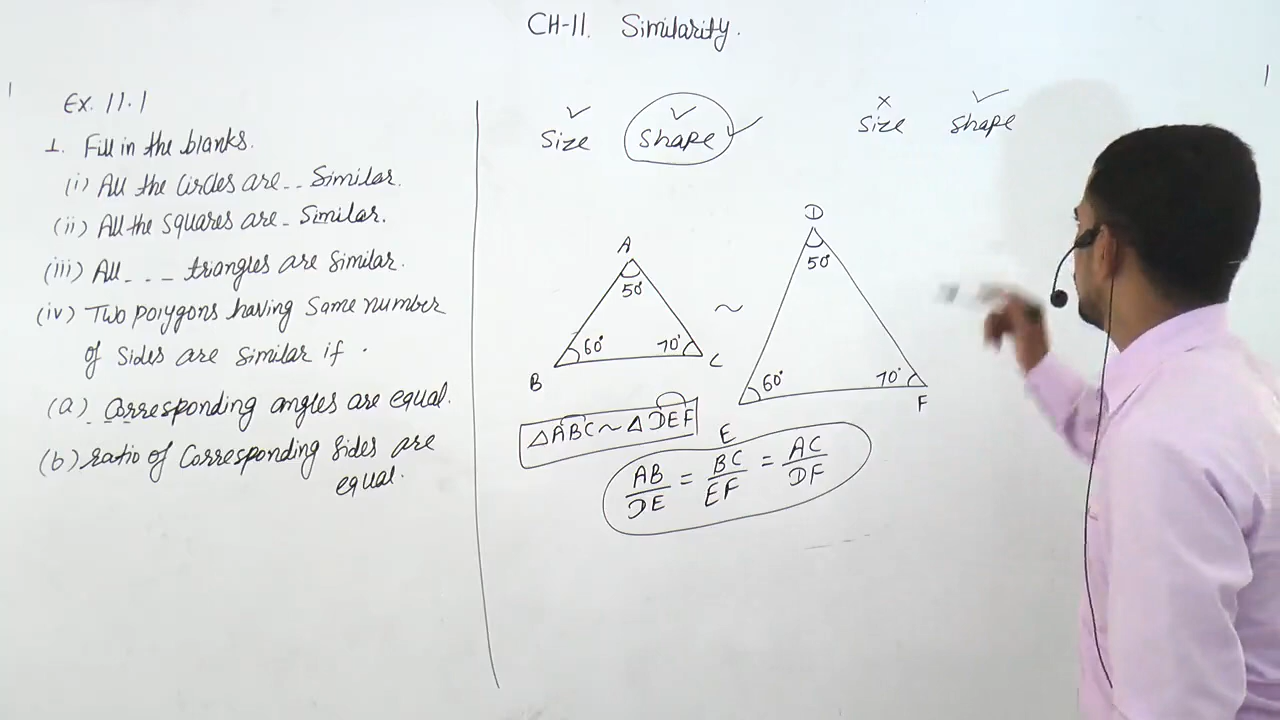 CH-11. Similarity.
Ex. 11.1
1. Fill in the blanks.
(i) All the Circles are -- Similar.
(ii) All the squares are - Similar.
(iii) All - - - triangles are similar.
(iv) Two polygons having same number
of sides are similar if .
(a) Corresponding angles are equal.
(b) ratio of Corresponding sides are
equal.
✓ ✓
Size Shape ✓
× ✓
Size shape
A
50°
B 60° 70° C
~
D
50°
60° 70°
E F
△ABC ~ △DEF
AB/DE = BC/EF = AC/DF